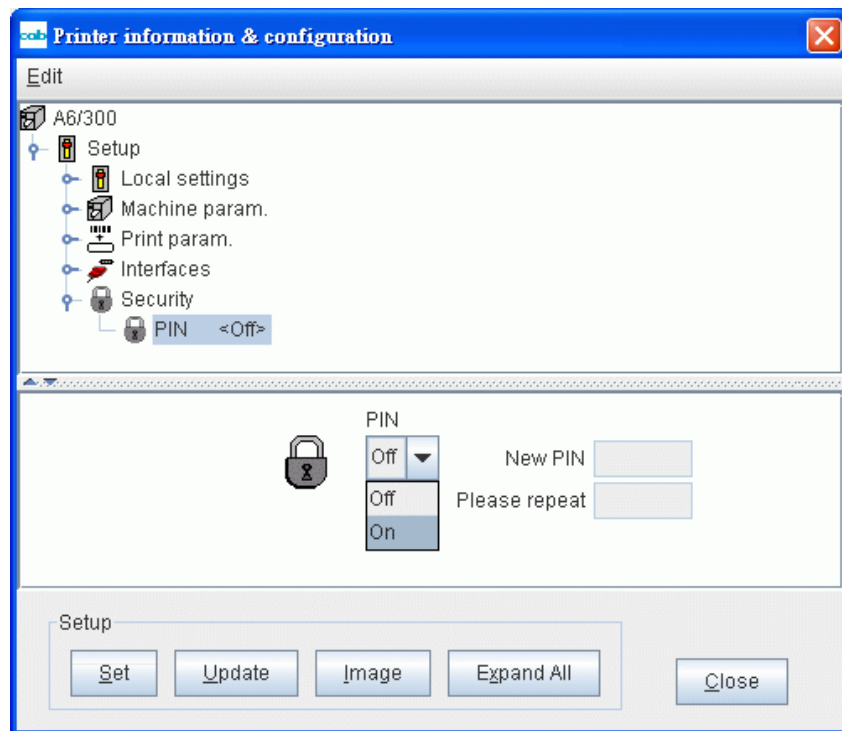 cab Printer information & configuration
Edit
A6/300
Setup
Local settings
Machine param.
Print param.
Interfaces
Security
PIN <Off>
PIN
Off New PIN
Off Please repeat
On
Setup
Set Update Image Expand All Close